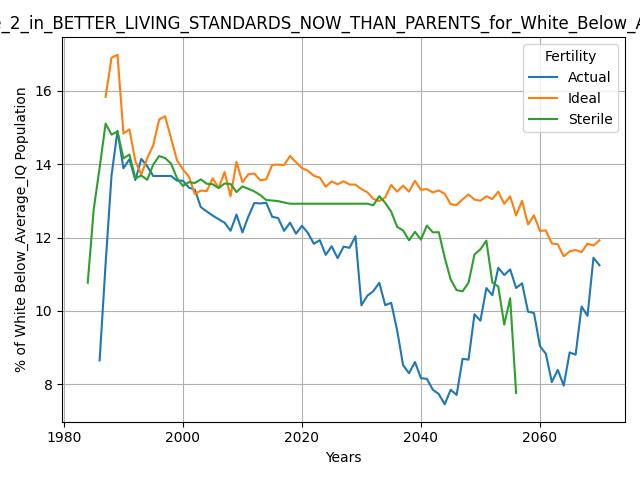 _2_in_BETTER_LIVING_STANDARDS_NOW_THAN_PARENTS_for_White_Below_A
Fertility
Actual
Ideal
Sterile
% of White Below_Average_IQ Population
16
14
12
10
8
1980
2000
2020
2040
2060
Years